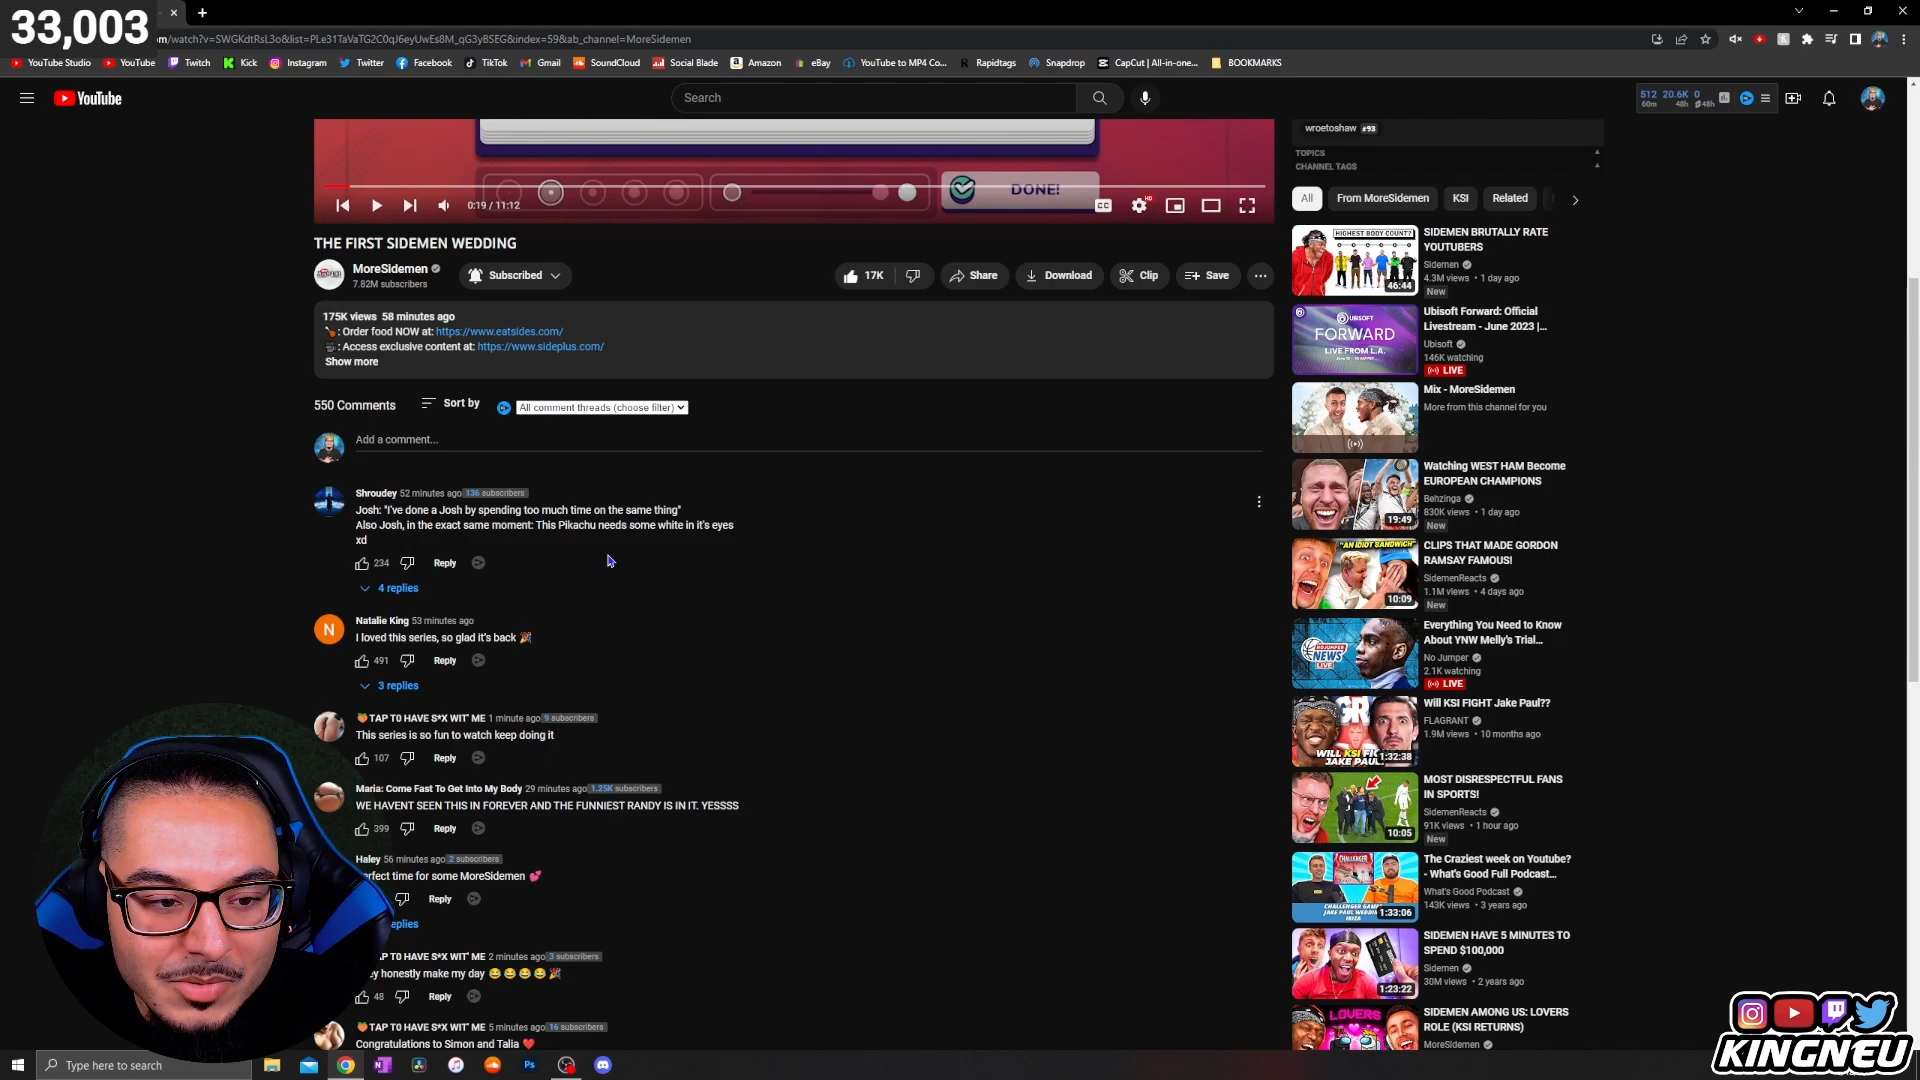 33,003
m/watch?v=SWGKdtRsL3o&list=PLe31TaVaTG2C0qJ6eyUwEs8M_qG3yBSEG&index=59&ab_channel=MoreSidemen
YouTube Studio YouTube Twitch Kick Instagram Twitter Facebook TikTok Gmail SoundCloud Social Blade Amazon eBay YouTube to MP4 Co... Rapidtags Snapdrop CapCut | All-in-one... BOOKMARKS
YouTube
Search
512 20.6K 0
60m 48h 48h
DONE!
0:19 / 11:12
THE FIRST SIDEMEN WEDDING
MoreSidemen
7.82M subscribers
Subscribed
17K Share Download Clip Save
175K views 58 minutes ago
: Order food NOW at: https://www.eatsides.com/
: Access exclusive content at: https://www.sideplus.com/
Show more
550 Comments Sort by All comment threads (choose filter)
Add a comment...
Shroudey 52 minutes ago 136 subscribers
Josh: "I've done a Josh by spending too much time on the same thing"
Also Josh, in the exact same moment: This Pikachu needs some white in it's eyes
xd
234 Reply
4 replies
N
Natalie King 53 minutes ago
I loved this series, so glad it's back 🎉
491 Reply
3 replies
🍑TAP T0 HAVE S*X WIT' ME 1 minute ago 9 subscribers
This series is so fun to watch keep doing it
107 Reply
Maria: Come Fast To Get Into My Body 29 minutes ago 1.25K subscribers
WE HAVENT SEEN THIS IN FOREVER AND THE FUNNIEST RANDY IS IN IT. YESSSS
399 Reply
Haley 56 minutes ago 2 subscribers
erfect time for some MoreSidemen 💕
Reply
eplies
AP T0 HAVE S*X WIT' ME 2 minutes ago 3 subscribers
ey honestly make my day 😂😂😂😂🎉
48 Reply
🍑TAP T0 HAVE S*X WIT' ME 5 minutes ago 16 subscribers
Congratulations to Simon and Talia ❤
wroetoshaw #93
TOPICS
CHANNEL TAGS
All From MoreSidemen KSI Related
HIGHEST BODY COUNT?
46:44
SIDEMEN BRUTALLY RATE
YOUTUBERS
Sidemen
4.3M views • 1 day ago
New
UBISOFT
FORWARD
LIVE FROM L.A.
Ubisoft Forward: Official
Livestream - June 2023 |...
Ubisoft
146K watching
LIVE
Mix - MoreSidemen
More from this channel for you
19:49
Watching WEST HAM Become
EUROPEAN CHAMPIONS
Behzinga
830K views • 1 day ago
New
"AN IDIOT SANDWICH"
10:09
CLIPS THAT MADE GORDON
RAMSAY FAMOUS!
SidemenReacts
1.1M views • 4 days ago
New
NOJUMPER
NEWS
LIVE
Everything You Need to Know
About YNW Melly's Trial...
No Jumper
2.1K watching
LIVE
WILL KSI FI
JAKE PAUL
1:32:38
Will KSI FIGHT Jake Paul??
FLAGRANT
1.9M views • 10 months ago
10:05
MOST DISRESPECTFUL FANS
IN SPORTS!
SidemenReacts
91K views • 1 hour ago
New
CHALLENGER
CHALLENGER GAMES
JAKE PAUL WEDDING
IBIZA
1:33:06
The Craziest week on Youtube?
- What's Good Full Podcast...
What's Good Podcast
143K views • 3 years ago
1:23:22
SIDEMEN HAVE 5 MINUTES TO
SPEND $100,000
Sidemen
30M views • 2 years ago
LOVERS
SIDEMEN AMONG US: LOVERS
ROLE (KSI RETURNS)
MoreSidemen
KINGNEU
Type here to search
Ps